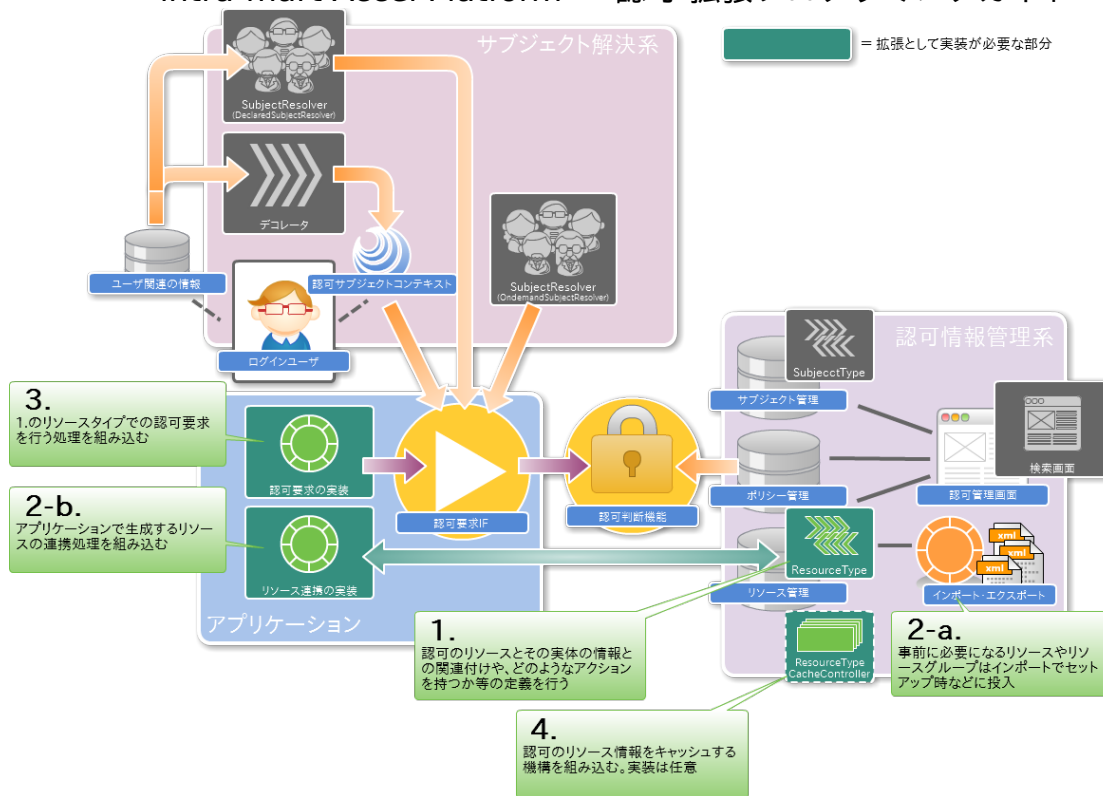 サブジェクト解決系
= 拡張として実装が必要な部分
SubjectResolver
(DeclaredSubjectResolver)
デコレータ
ユーザ関連の情報
認可サブジェクトコンテキスト
SubjectResolver
(OndemandSubjectResolver)
ログインユーザ
認可情報管理系
SubjecctType
サブジェクト管理
検索画面
認可管理画面
ポリシー管理
3.
1.のリソースタイプでの認可要求
を行う処理を組み込む
認可要求の実装
認可要求IF
認可判断機能
2-b.
アプリケーションで生成するリソー
スの連携処理を組み込む
リソース連携の実装
アプリケーション
ResourceType
リソース管理
xml
xml
xml
インポート・エクスポート
1.
認可のリソースとその実体の情報と
の関連付けや、どのようなアクション
を持つか等の定義を行う
ResourceType
CacheController
2-a.
事前に必要になるリソースやリ
ソースグループはインポートでセット
アップ時などに投入
4.
認可のリソース情報をキャッシュする
機構を組み込む。実装は任意